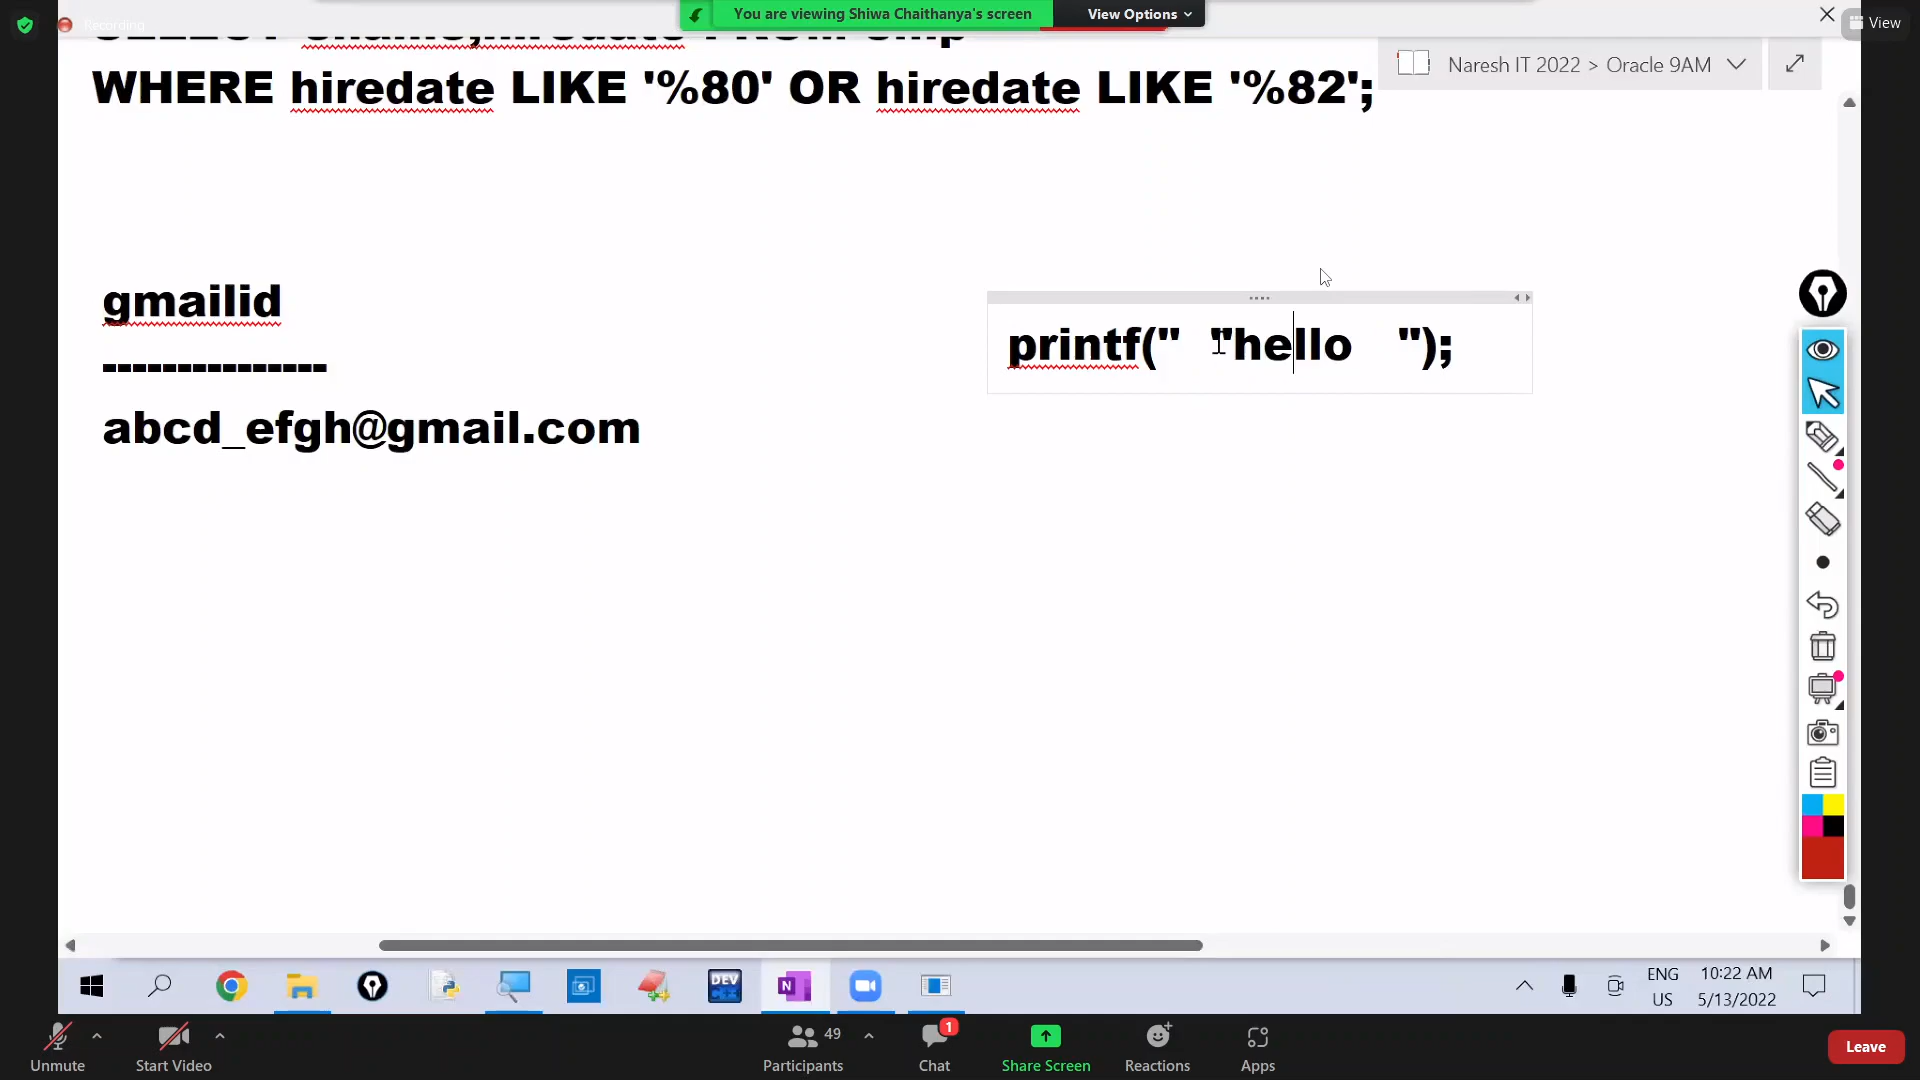 You are viewing Shiwa Chaithanya's screen
View Options
View
Recording
WHERE hiredate LIKE '%80' OR hiredate LIKE '%82';
Naresh IT 2022 > Oracle 9AM
gmailid
---------------
abcd_efgh@gmail.com
printf("  "hello   ");
DEV
N
ENG
US
10:22 AM
5/13/2022
Unmute
Start Video
Participants
49
Chat
1
Share Screen
Reactions
Apps
Leave